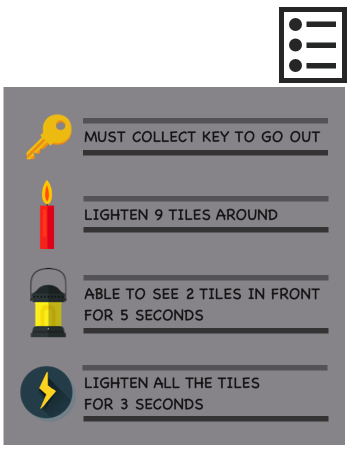 MUST COLLECT KEY TO GO OUT
LIGHTEN 9 TILES AROUND
ABLE TO SEE 2 TILES IN FRONT
FOR 5 SECONDS
LIGHTEN ALL THE TILES
FOR 3 SECONDS